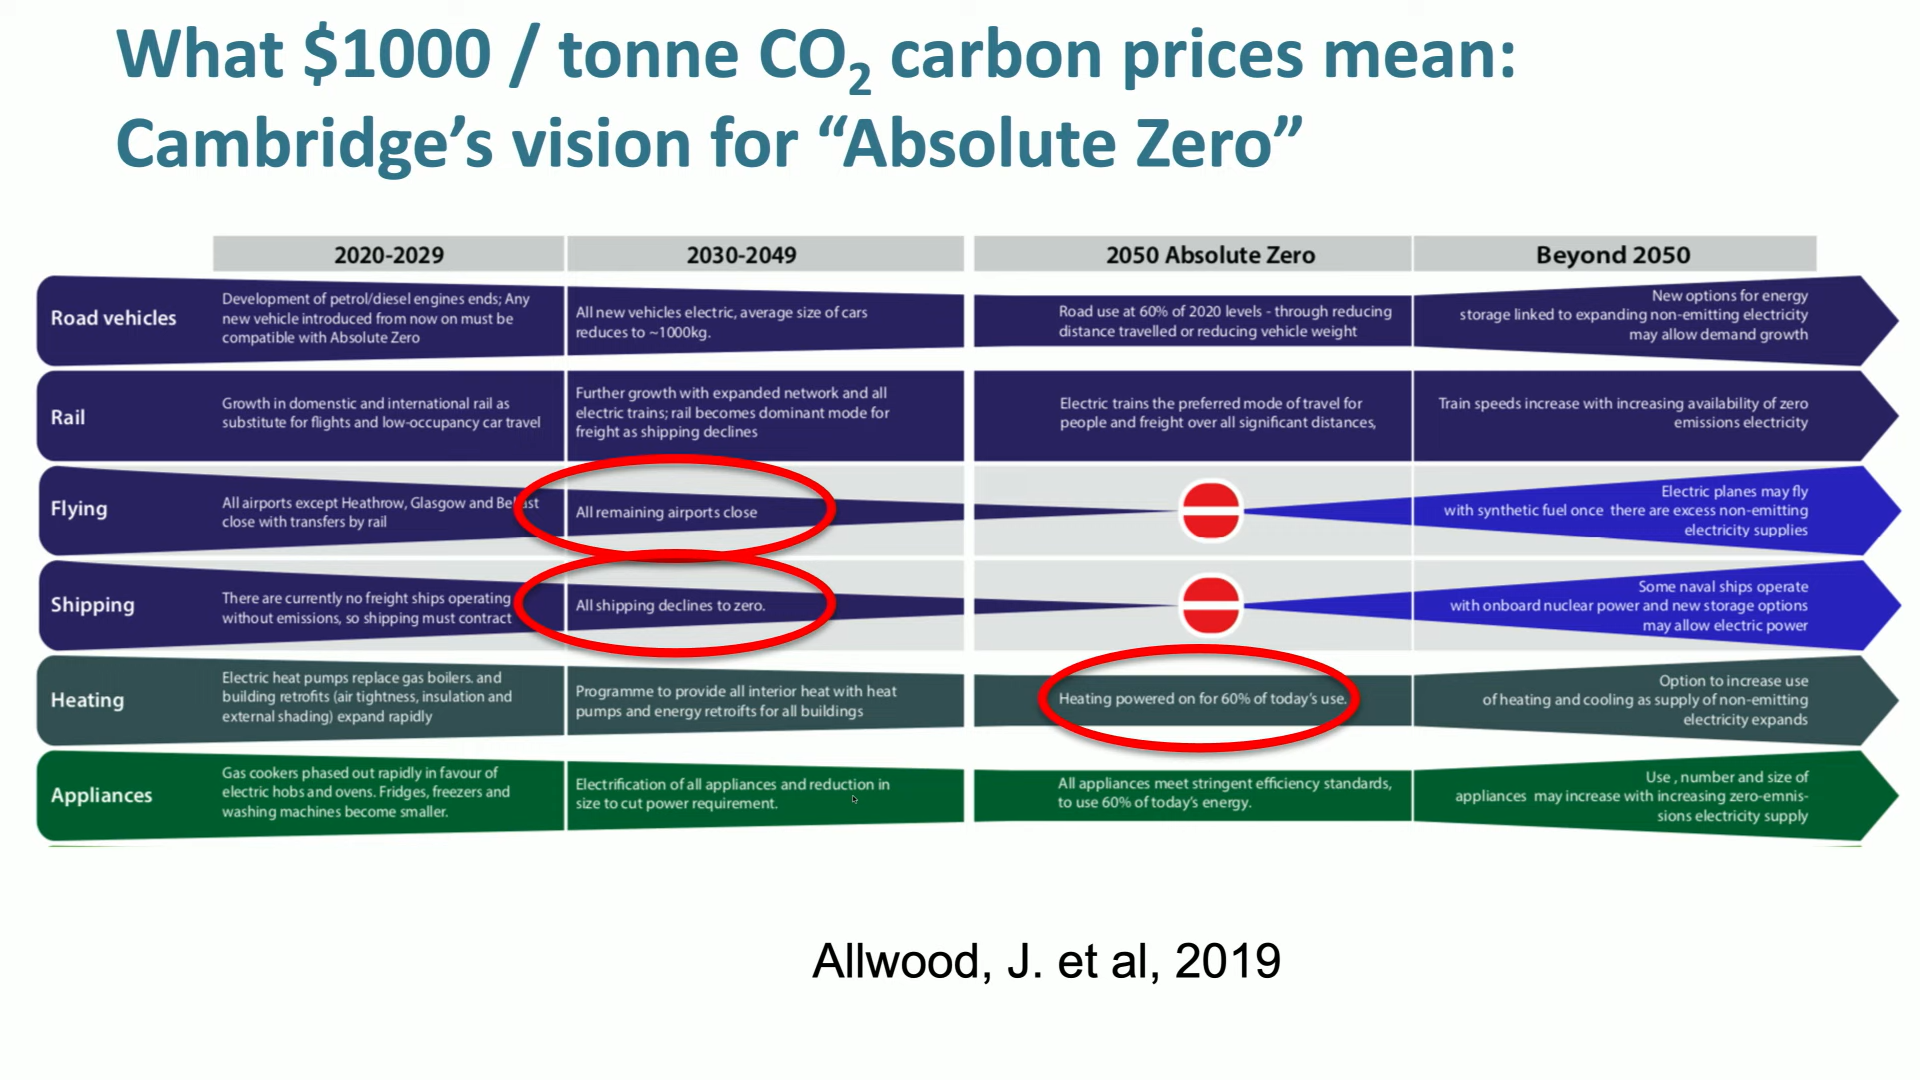 What $1000 / tonne CO2 carbon prices mean:
Cambridge's vision for “Absolute Zero”
2020-2029
2030-2049
2050 Absolute Zero
Beyond 2050
Road vehicles
Development of petrol/diesel engines ends; Any
new vehicle introduced from now on must be
compatible with Absolute Zero
All new vehicles electric, average size of cars
reduces to ~1000kg.
Road use at 60% of 2020 levels - through reducing
distance travelled or reducing vehicle weight
New options for energy
storage linked to expanding non-emitting electricity
may allow demand growth
Rail
Growth in domenstic and international rail as
substitute for flights and low-occupancy car travel
Further growth with expanded network and all
electric trains; rail becomes dominant mode for
freight as shipping declines
Electric trains the preferred mode of travel for
people and freight over all significant distances,
Train speeds increase with increasing availability of zero
emissions electricity
Flying
All airports except Heathrow, Glasgow and Belfast
close with transfers by rail
All remaining airports close
Electric planes may fly
with synthetic fuel once there are excess non-emitting
electricity supplies
Shipping
There are currently no freight ships operating
without emissions, so shipping must contract
All shipping declines to zero.
Some naval ships operate
with onboard nuclear power and new storage options
may allow electric power
Heating
Electric heat pumps replace gas boilers. and
building retrofits (air tightness, insulation and
external shading) expand rapidly
Programme to provide all interior heat with heat
pumps and energy retroifts for all buildings
Heating powered on for 60% of today's use.
Option to increase use
of heating and cooling as supply of non-emitting
electricity expands
Appliances
Gas cookers phased out rapidly in favour of
electric hobs and ovens. Fridges, freezers and
washing machines become smaller.
Electrification of all appliances and reduction in
size to cut power requirement.
All appliances meet stringent efficiency standards,
to use 60% of today's energy.
Use , number and size of
appliances may increase with increasing zero-emnis-
sions electricity supply
Allwood, J. et al, 2019